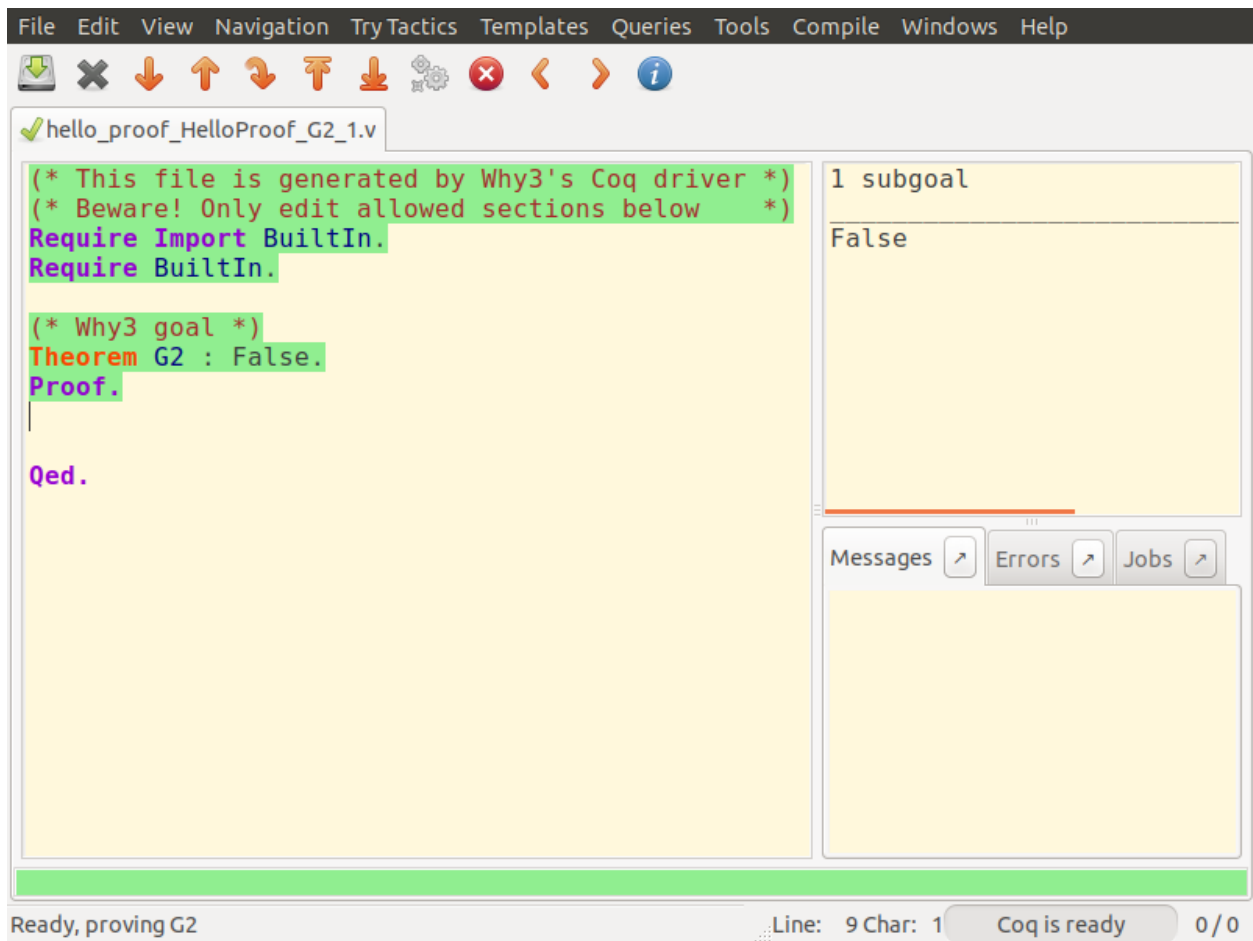 File Edit View Navigation Try Tactics Templates Queries Tools Compile Windows Help
hello_proof_HelloProof_G2_1.v
(* This file is generated by Why3's Coq driver *)
(* Beware! Only edit allowed sections below    *)
Require Import BuiltIn.
Require BuiltIn.
(* Why3 goal *)
Theorem G2 : False.
Proof.
Qed.
1 subgoal
False
Messages Errors Jobs
Ready, proving G2 Line: 9 Char: 1 Coq is ready 0 / 0